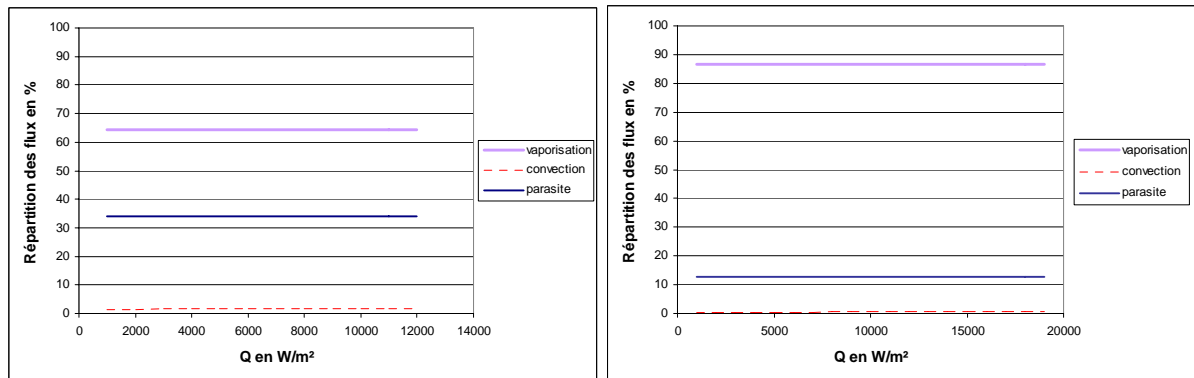 Répartition des flux en %
100
90
80
70
60
50
40
30
20
10
0
0 2000 4000 6000 8000 10000 12000 14000
Q en W/m²
vaporisation
convection
parasite
Répartition des flux en %
100
90
80
70
60
50
40
30
20
10
0
0 5000 10000 15000 20000
Q en W/m²
vaporisation
convection
parasite